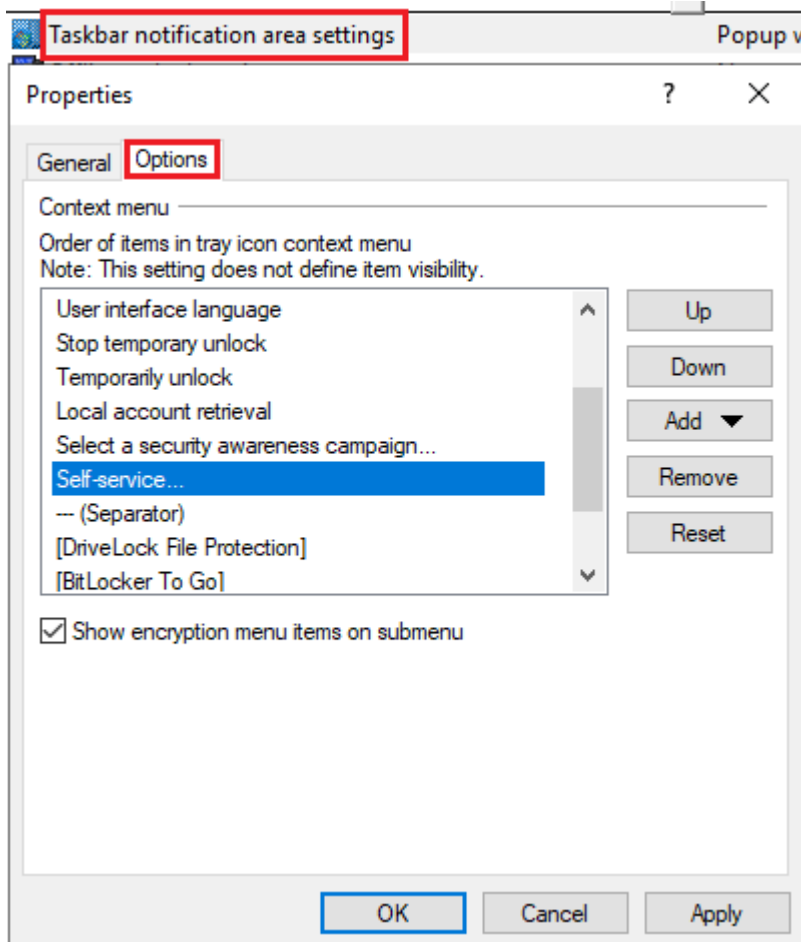 Taskbar notification area settings Popup
Properties ? ×
General Options
Context menu
Order of items in tray icon context menu
Note: This setting does not define item visibility.
User interface language
Stop temporary unlock
Temporarily unlock
Local account retrieval
Select a security awareness campaign...
Self-service...
--- (Separator)
[DriveLock File Protection]
[BitLocker To Go]
Up
Down
Add
Remove
Reset
Show encryption menu items on submenu
OK Cancel Apply